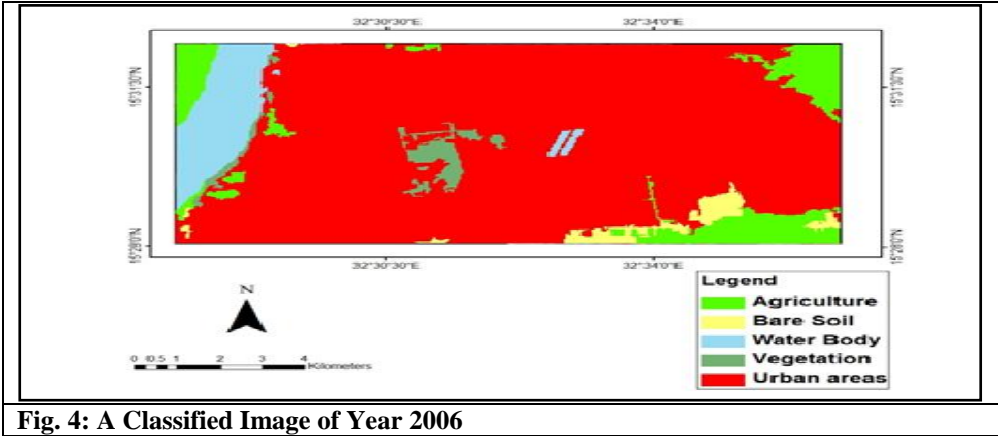 32°30'30"E 32°34'0"E
15°31'30"N 15°31'30"N
15°28'0"N 15°28'0"N
32°30'30"E 32°34'0"E
N
0 0.5 1 2 3 4
Kilometers
Legend
Agriculture
Bare Soil
Water Body
Vegetation
Urban areas
Fig. 4: A Classified Image of Year 2006